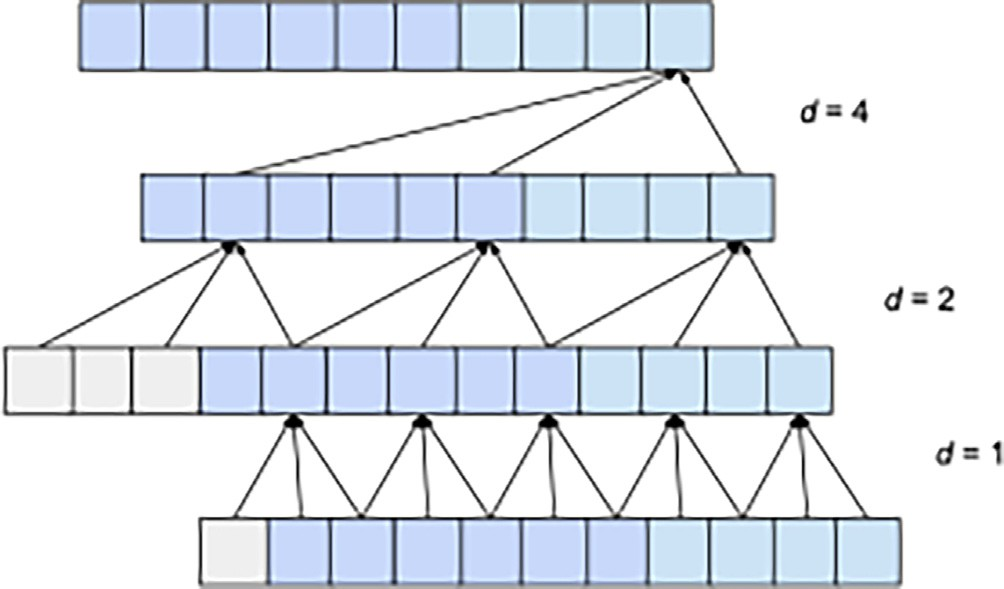 d = 4
d = 2
d = 1